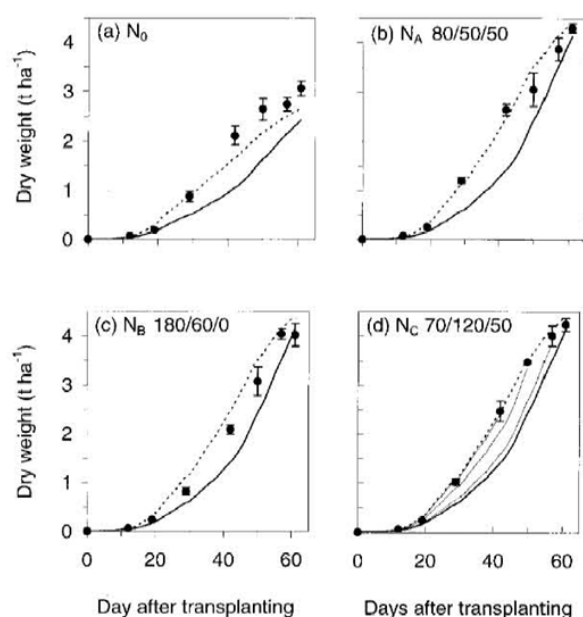 (a) N₀
(b) N_A 80/50/50
Dry weight (t ha⁻¹)
4
3
2
1
0
(c) N_B 180/60/0
(d) N_C 70/120/50
Dry weight (t ha⁻¹)
4
3
2
1
0
0 20 40 60
0 20 40 60
Day after transplanting
Days after transplanting